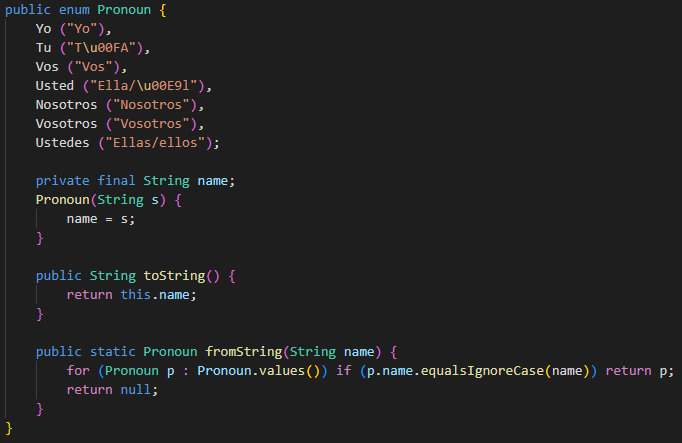 public enum Pronoun {
    Yo ("Yo"),
    Tu ("T\u00FA"),
    Vos ("Vos"),
    Usted ("Ella/\u00E9l"),
    Nosotros ("Nosotros"),
    Vosotros ("Vosotros"),
    Ustedes ("Ellas/ellos");

    private final String name;
    Pronoun(String s) {
        name = s;
    }

    public String toString() {
        return this.name;
    }

    public static Pronoun fromString(String name) {
        for (Pronoun p : Pronoun.values()) if (p.name.equalsIgnoreCase(name)) return p;
        return null;
    }
}